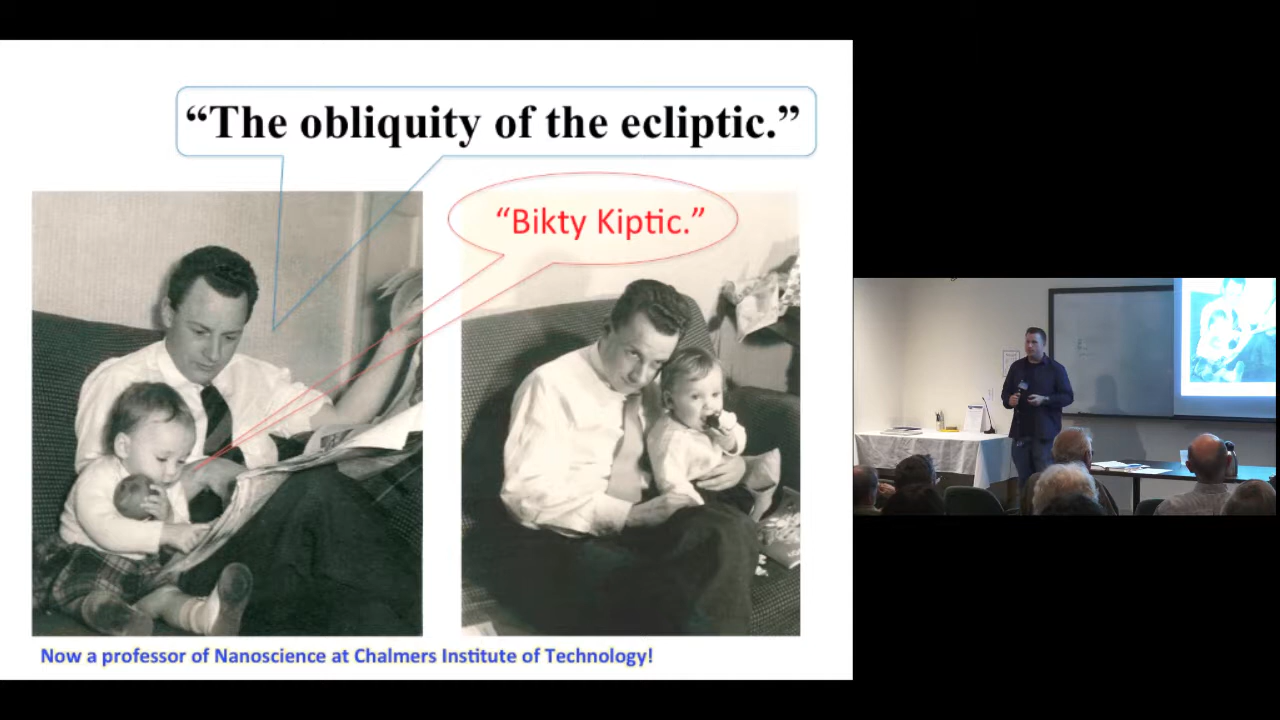 “The obliquity of the ecliptic.”
“Bikty Kiptic.”
Now a professor of Nanoscience at Chalmers Institute of Technology!